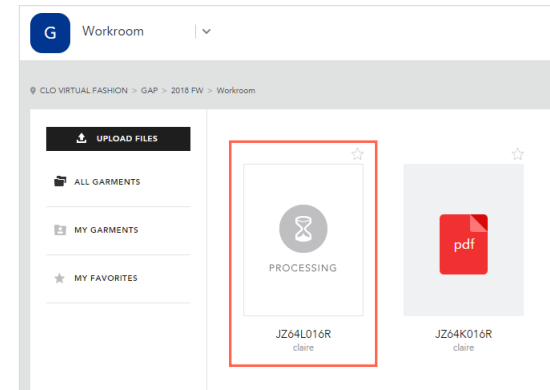 G Workroom
CLO VIRTUAL FASHION > GAP > 2018 FW > Workroom
UPLOAD FILES
ALL GARMENTS
MY GARMENTS
MY FAVORITES
PROCESSING
JZ64L016R
claire
pdf
JZ64K016R
claire